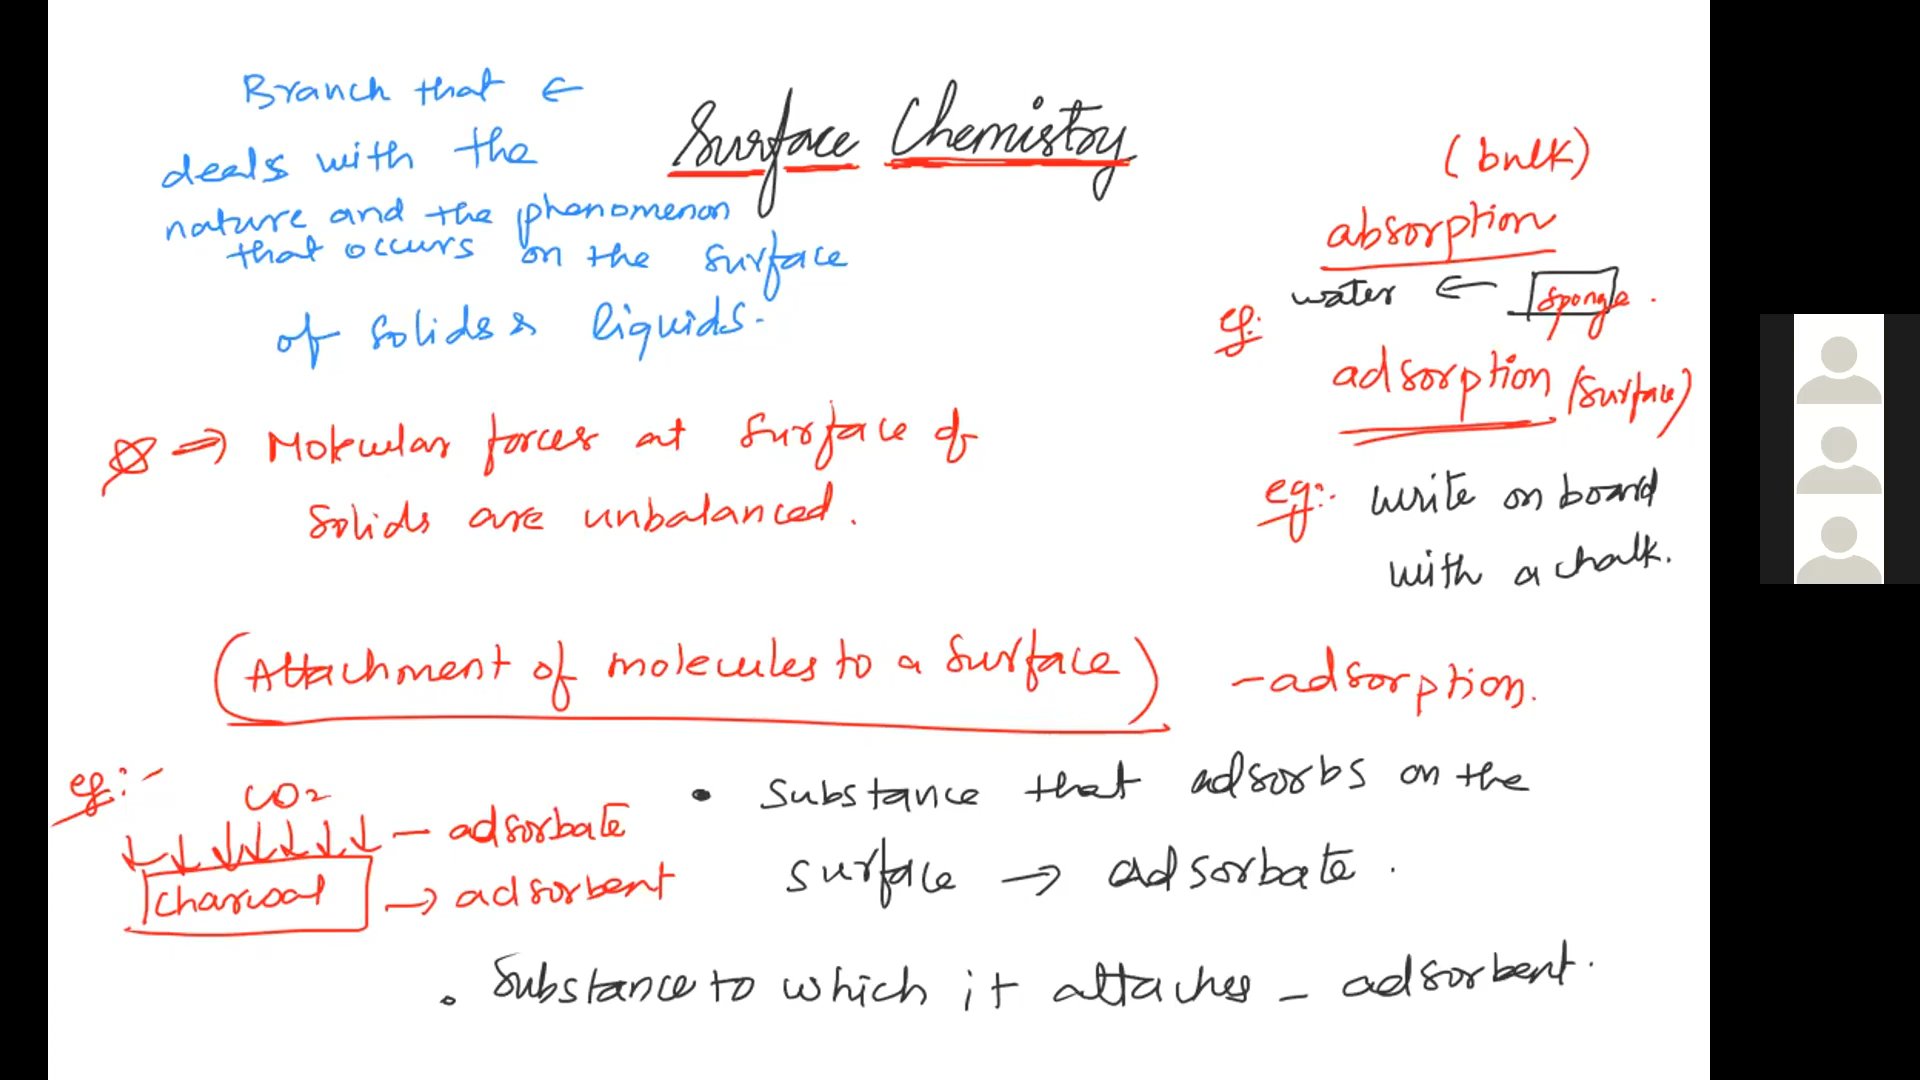 Surface Chemistry
Branch that ←
deals with the
nature and the phenomenon
that occurs on the surface
of solids & liquids.
(bulk)
absorption
eg: water ← sponge.
adsorption (surface)
eg:- write on board
with a chalk.
⇒ Molecular forces at surface of
solids are unbalanced.
(Attachment of molecules to a surface) - adsorption.
eg:-
CO2
- adsorbate
charcoal → adsorbent
• Substance that adsorbs on the
surface → adsorbate.
• Substance to which it attaches - adsorbent.